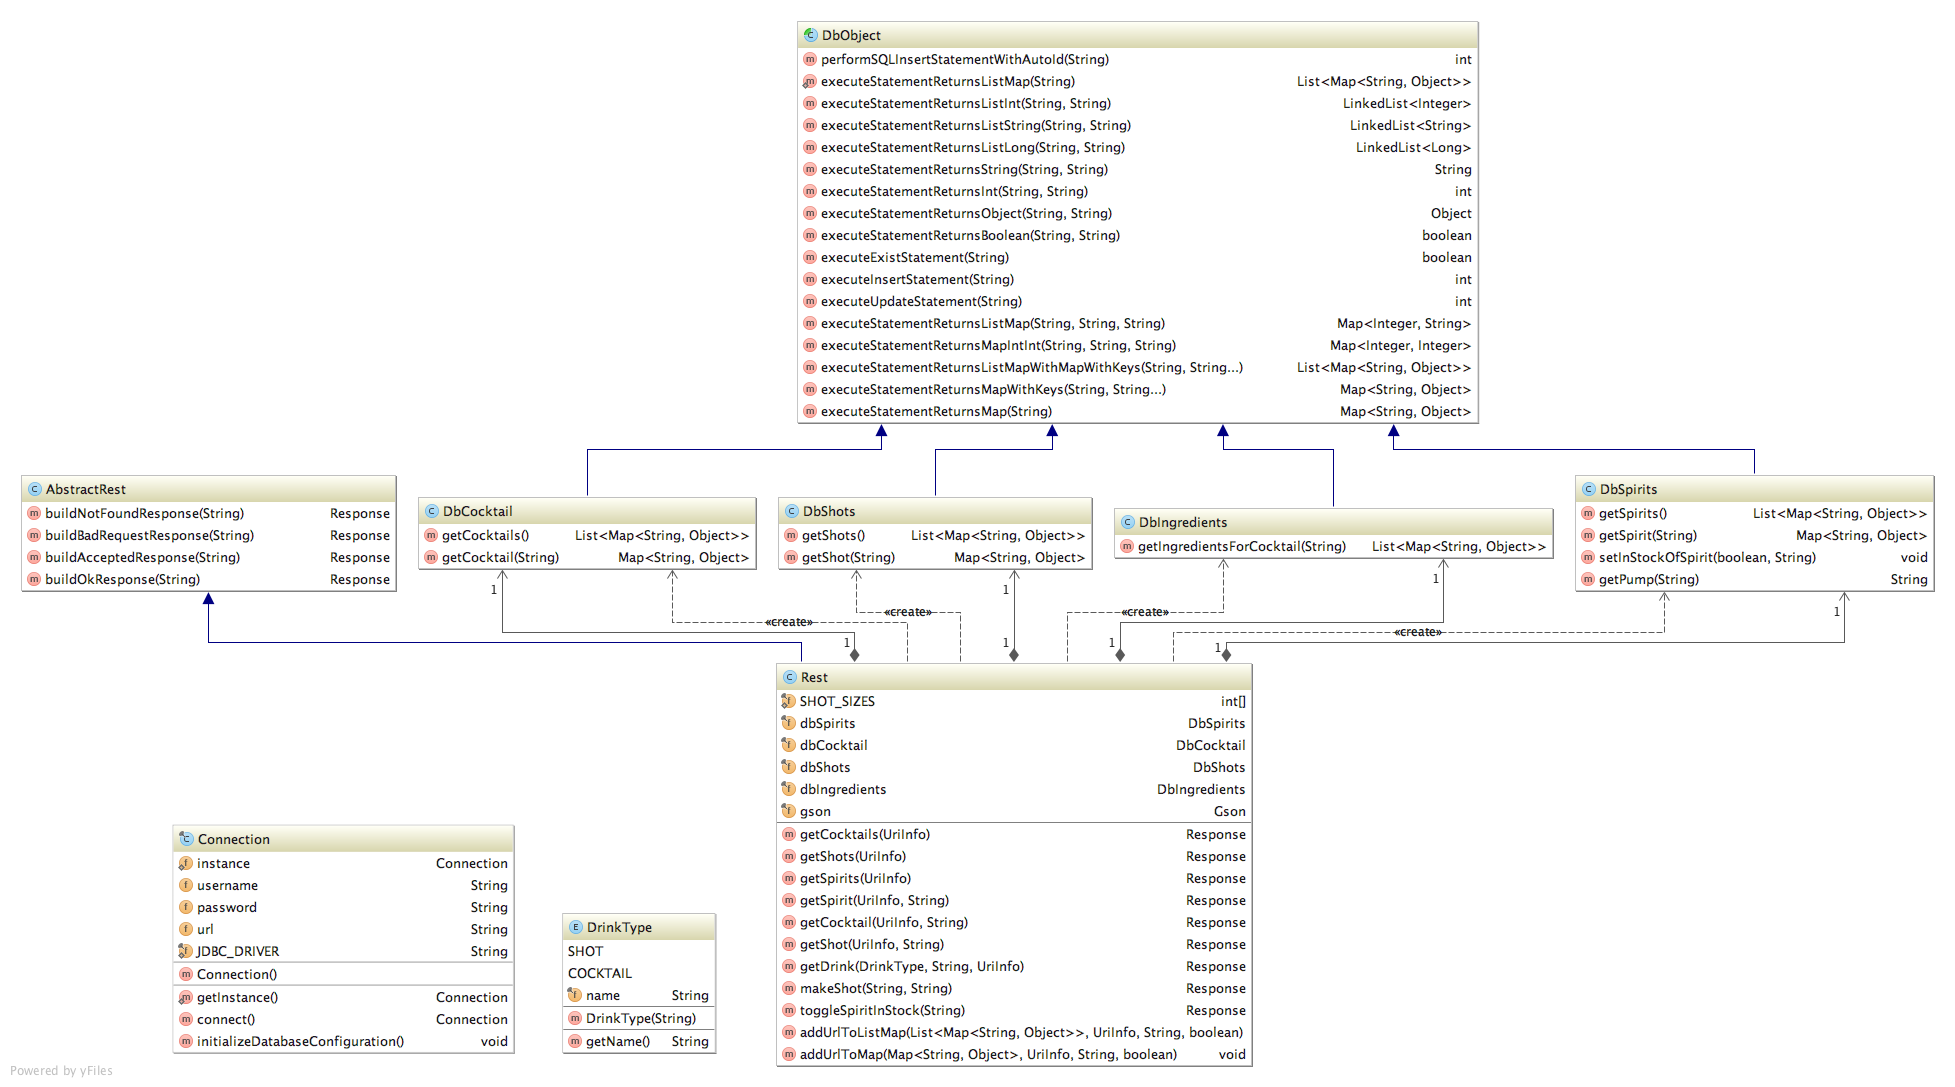 DbObject
performSQLInsertStatementWithAutoId(String) int
executeStatementReturnsListMap(String) List<Map<String, Object>>
executeStatementReturnsListInt(String, String) LinkedList<Integer>
executeStatementReturnsListString(String, String) LinkedList<String>
executeStatementReturnsListLong(String, String) LinkedList<Long>
executeStatementReturnsString(String, String) String
executeStatementReturnsInt(String, String) int
executeStatementReturnsObject(String, String) Object
executeStatementReturnsBoolean(String, String) boolean
executeExistStatement(String) boolean
executeInsertStatement(String) int
executeUpdateStatement(String) int
executeStatementReturnsListMap(String, String, String) Map<Integer, String>
executeStatementReturnsMapIntInt(String, String, String) Map<Integer, Integer>
executeStatementReturnsListMapWithMapWithKeys(String, String...) List<Map<String, Object>>
executeStatementReturnsMapWithKeys(String, String...) Map<String, Object>
executeStatementReturnsMap(String) Map<String, Object>
AbstractRest
buildNotFoundResponse(String) Response
buildBadRequestResponse(String) Response
buildAcceptedResponse(String) Response
buildOkResponse(String) Response
DbCocktail
getCocktails() List<Map<String, Object>>
getCocktail(String) Map<String, Object>
DbShots
getShots() List<Map<String, Object>>
getShot(String) Map<String, Object>
DbIngredients
getIngredientsForCocktail(String) List<Map<String, Object>>
DbSpirits
getSpirits() List<Map<String, Object>>
getSpirit(String) Map<String, Object>
setInStockOfSpirit(boolean, String) void
getPump(String) String
1
1
1
1
«create»
«create»
«create»
«create»
1
1
1
1
Rest
SHOT_SIZES int[]
dbSpirits DbSpirits
dbCocktail DbCocktail
dbShots DbShots
dbIngredients DbIngredients
gson Gson
getCocktails(UriInfo) Response
getShots(UriInfo) Response
getSpirits(UriInfo) Response
getSpirit(UriInfo, String) Response
getCocktail(UriInfo, String) Response
getShot(UriInfo, String) Response
getDrink(DrinkType, String, UriInfo) Response
makeShot(String, String) Response
toggleSpiritInStock(String) Response
addUrlToListMap(List<Map<String, Object>>, UriInfo, String, boolean)
addUrlToMap(Map<String, Object>, UriInfo, String, boolean) void
Connection
instance Connection
username String
password String
url String
JDBC_DRIVER String
Connection()
getInstance() Connection
connect() Connection
initializeDatabaseConfiguration() void
DrinkType
SHOT
COCKTAIL
name String
DrinkType(String)
getName() String
Powered by yFiles